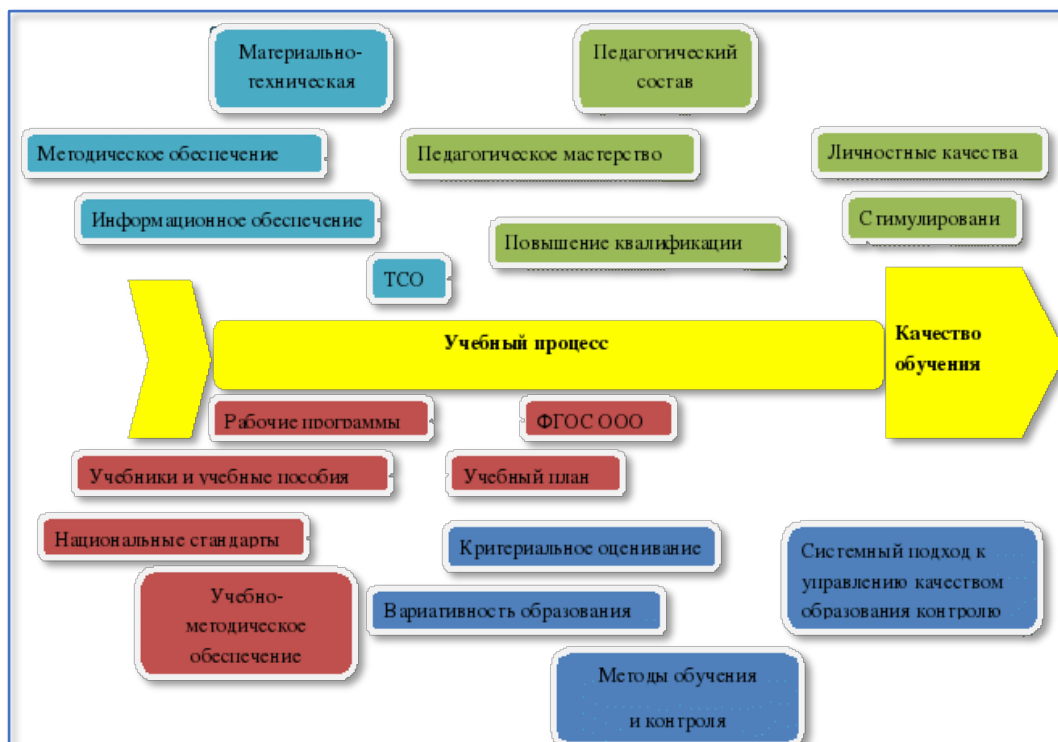 Материально-
техническая
Педагогический
состав
Методическое обеспечение
Педагогическое мастерство
Личностные качества
Информационное обеспечение
Повышение квалификации
Стимулировани
ТСО
Учебный процесс
Качество
обучения
Рабочие программы
ФГОС ООО
Учебники и учебные пособия
Учебный план
Национальные стандарты
Критериальное оценивание
Системный подход к
управлению качеством
образования контролю
Учебно-
методическое
обеспечение
Вариативность образования
Методы обучения
и контроля